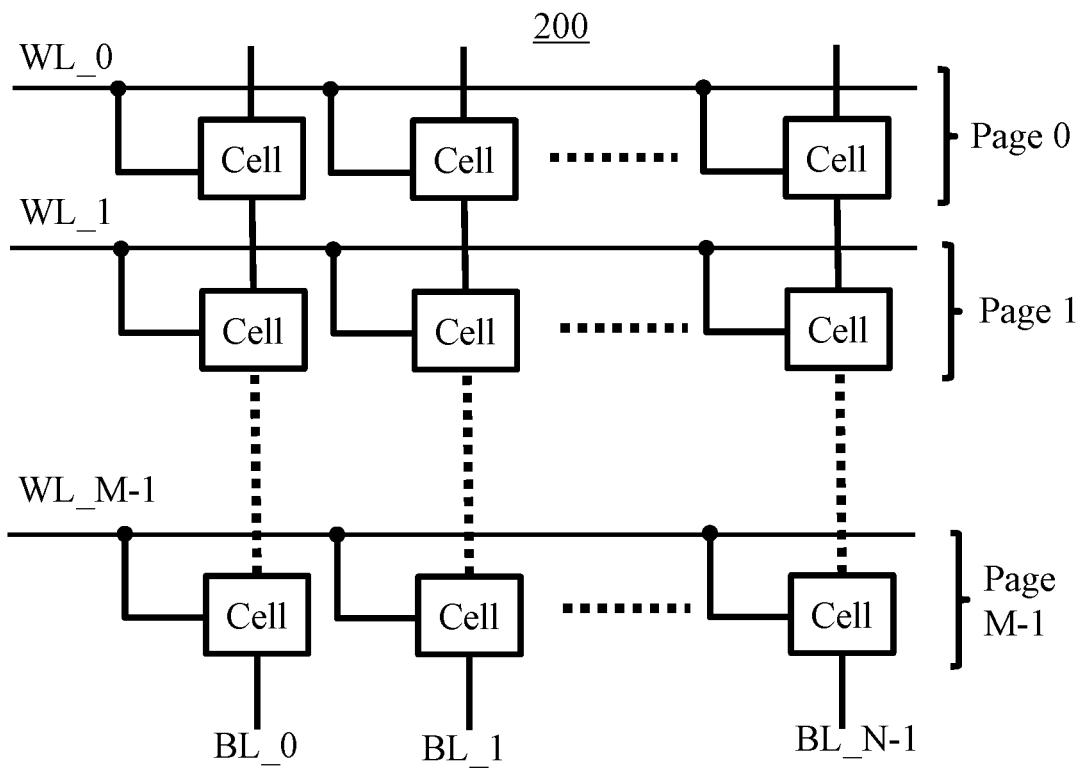 200
WL_0
Cell Cell Cell Page 0
WL_1
Cell Cell Cell Page 1
WL_M-1
Cell Cell Cell Page
M-1
BL_0 BL_1 BL_N-1